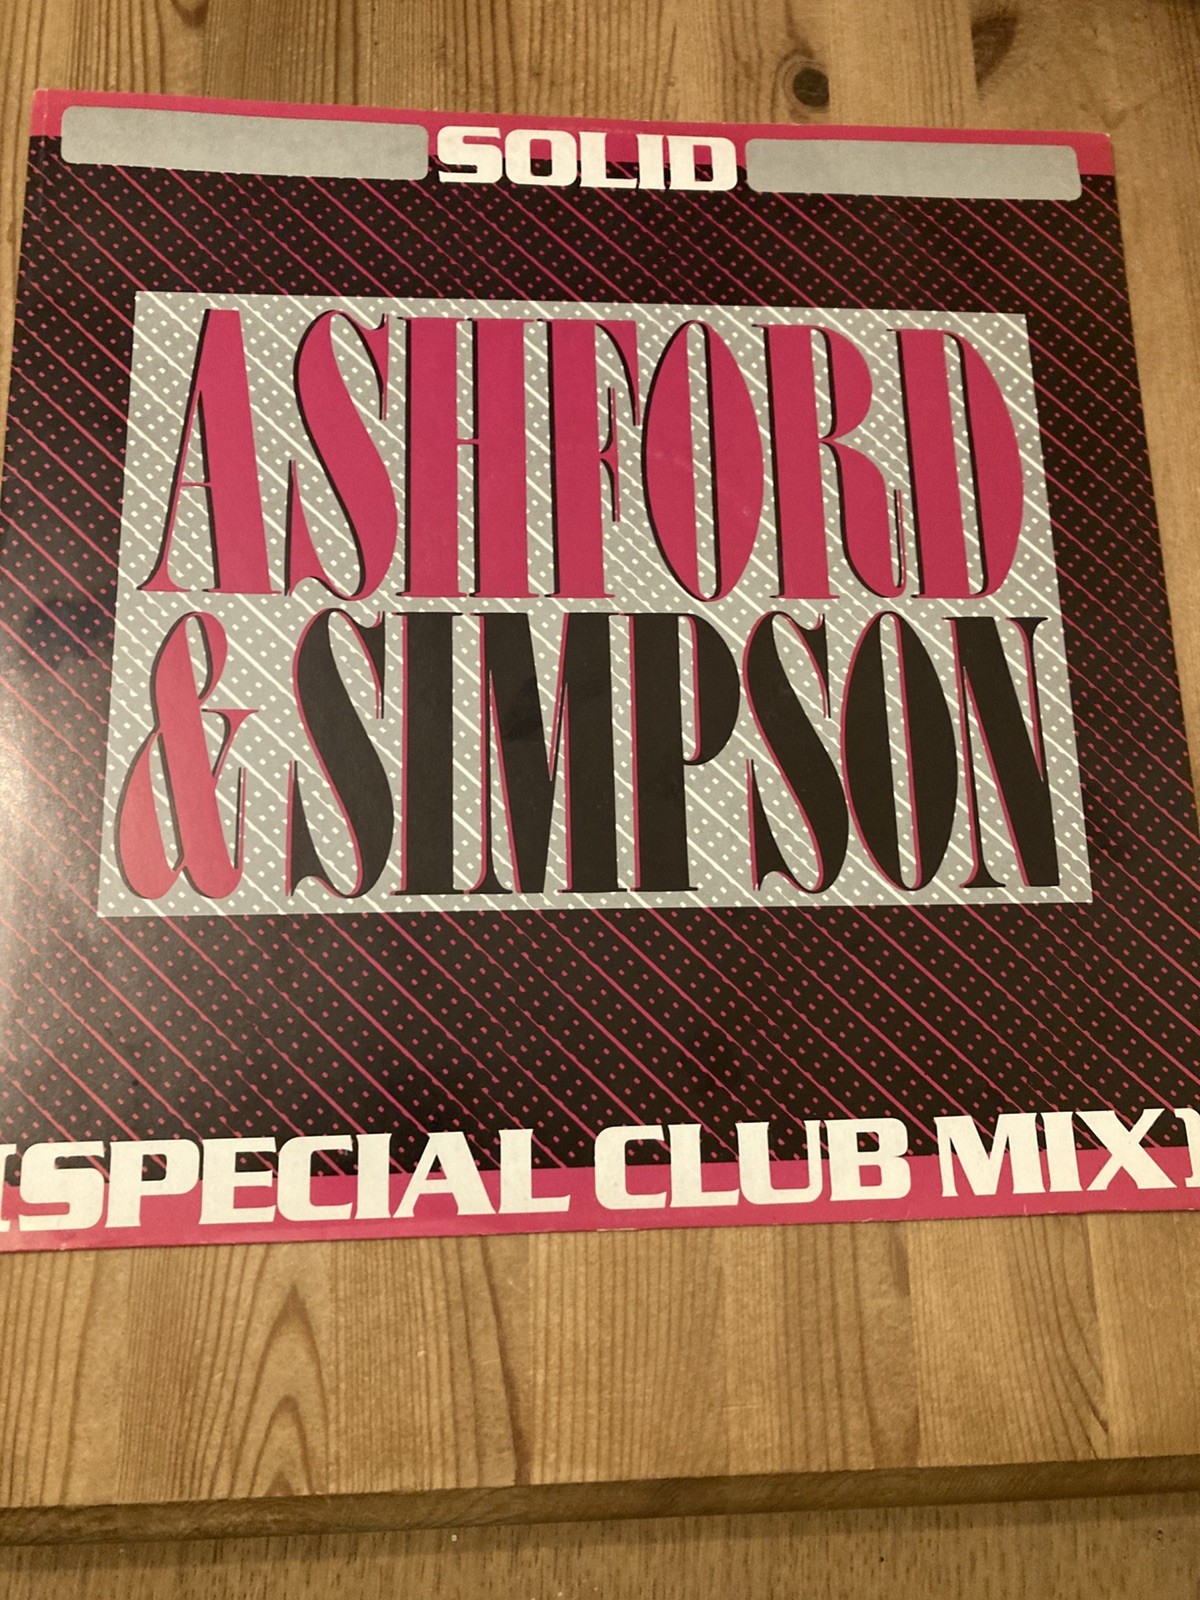 SOLID
ASHFORD
& SIMPSON
[SPECIAL CLUB MIX]